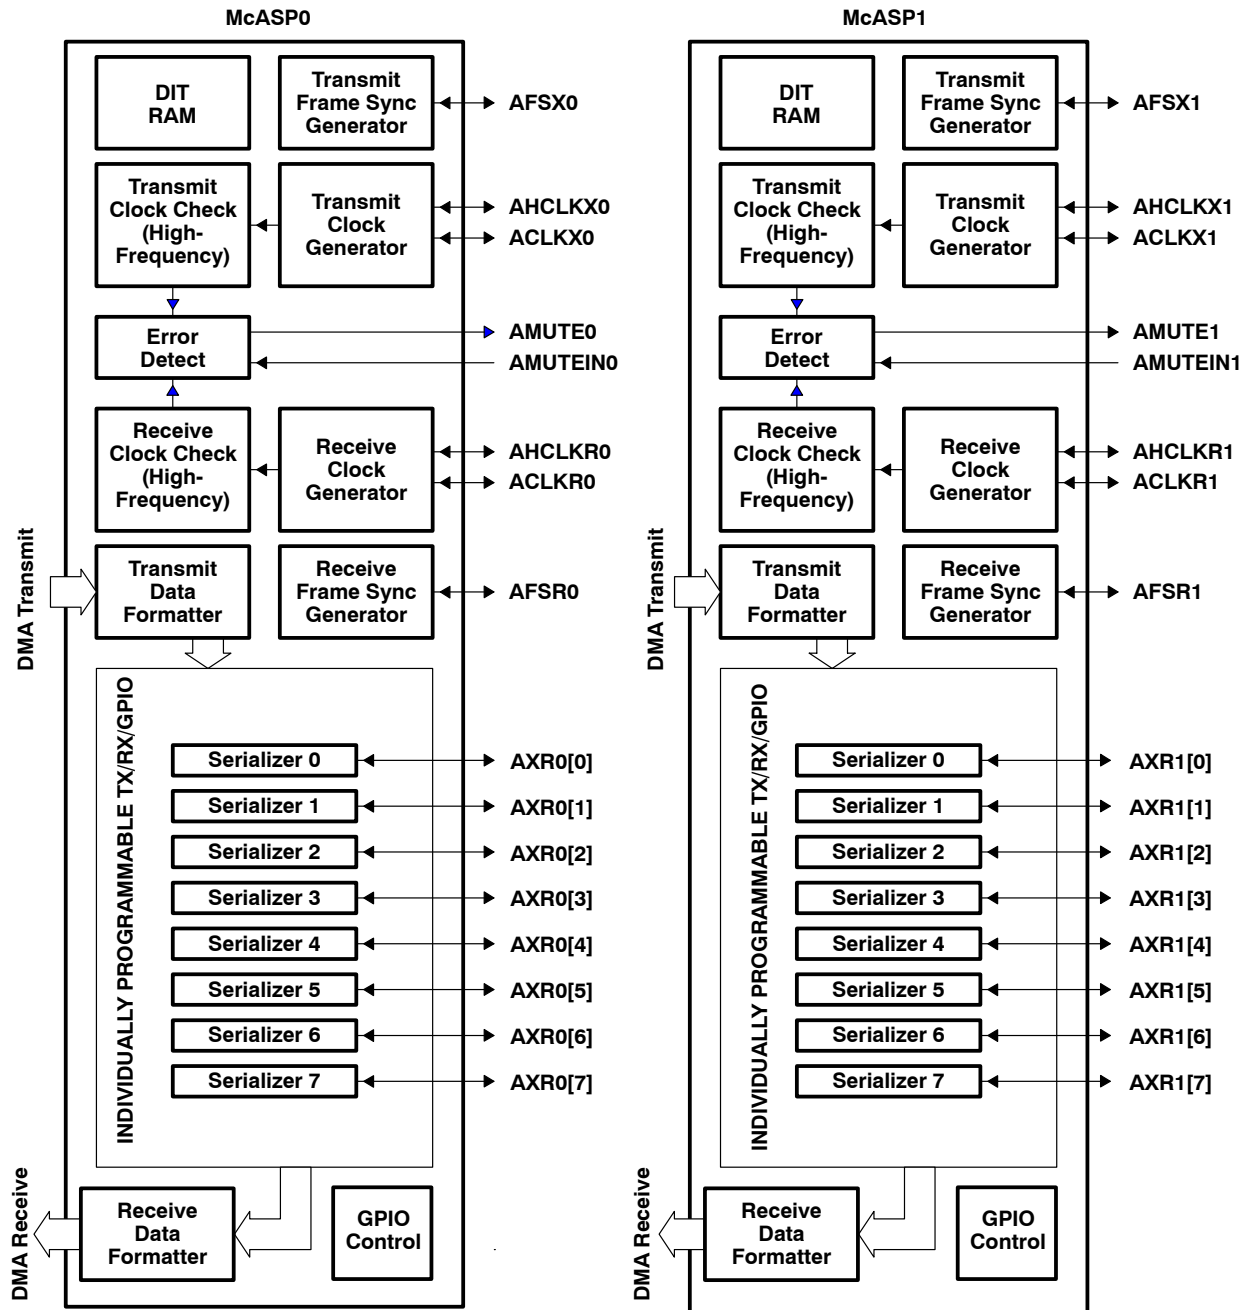 McASP0
DIT
RAM
Transmit
Frame Sync
Generator
AFSX0
Transmit
Clock Check
(High-
Frequency)
Transmit
Clock
Generator
AHCLKX0
ACLKX0
Error
Detect
AMUTE0
AMUTEIN0
Receive
Clock Check
(High-
Frequency)
Receive
Clock
Generator
AHCLKR0
ACLKR0
DMA Transmit
Transmit
Data
Formatter
Receive
Frame Sync
Generator
AFSR0
INDIVIDUALLY PROGRAMMABLE TX/RX/GPIO
Serializer 0
AXR0[0]
Serializer 1
AXR0[1]
Serializer 2
AXR0[2]
Serializer 3
AXR0[3]
Serializer 4
AXR0[4]
Serializer 5
AXR0[5]
Serializer 6
AXR0[6]
Serializer 7
AXR0[7]
DMA Receive
Receive
Data
Formatter
GPIO
Control
McASP1
DIT
RAM
Transmit
Frame Sync
Generator
AFSX1
Transmit
Clock Check
(High-
Frequency)
Transmit
Clock
Generator
AHCLKX1
ACLKX1
Error
Detect
AMUTE1
AMUTEIN1
Receive
Clock Check
(High-
Frequency)
Receive
Clock
Generator
AHCLKR1
ACLKR1
DMA Transmit
Transmit
Data
Formatter
Receive
Frame Sync
Generator
AFSR1
INDIVIDUALLY PROGRAMMABLE TX/RX/GPIO
Serializer 0
AXR1[0]
Serializer 1
AXR1[1]
Serializer 2
AXR1[2]
Serializer 3
AXR1[3]
Serializer 4
AXR1[4]
Serializer 5
AXR1[5]
Serializer 6
AXR1[6]
Serializer 7
AXR1[7]
DMA Receive
Receive
Data
Formatter
GPIO
Control